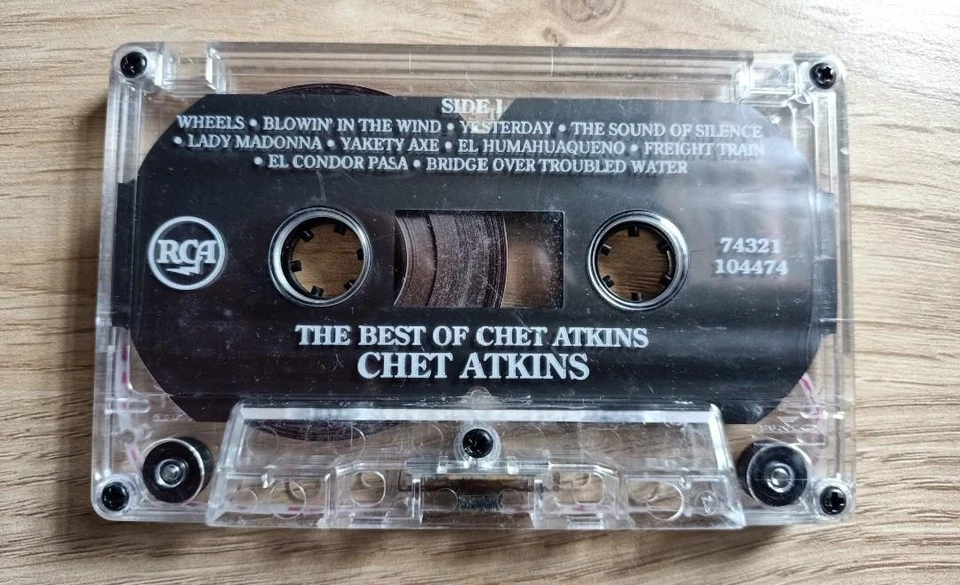 SIDE 1
WHEELS • BLOWIN' IN THE WIND • YESTERDAY • THE SOUND OF SILENCE
• LADY MADONNA • YAKETY AXE • EL HUMAHUAQUENO • FREIGHT TRAIN
• EL CONDOR PASA • BRIDGE OVER TROUBLED WATER
RCA
74321
104474
THE BEST OF CHET ATKINS
CHET ATKINS